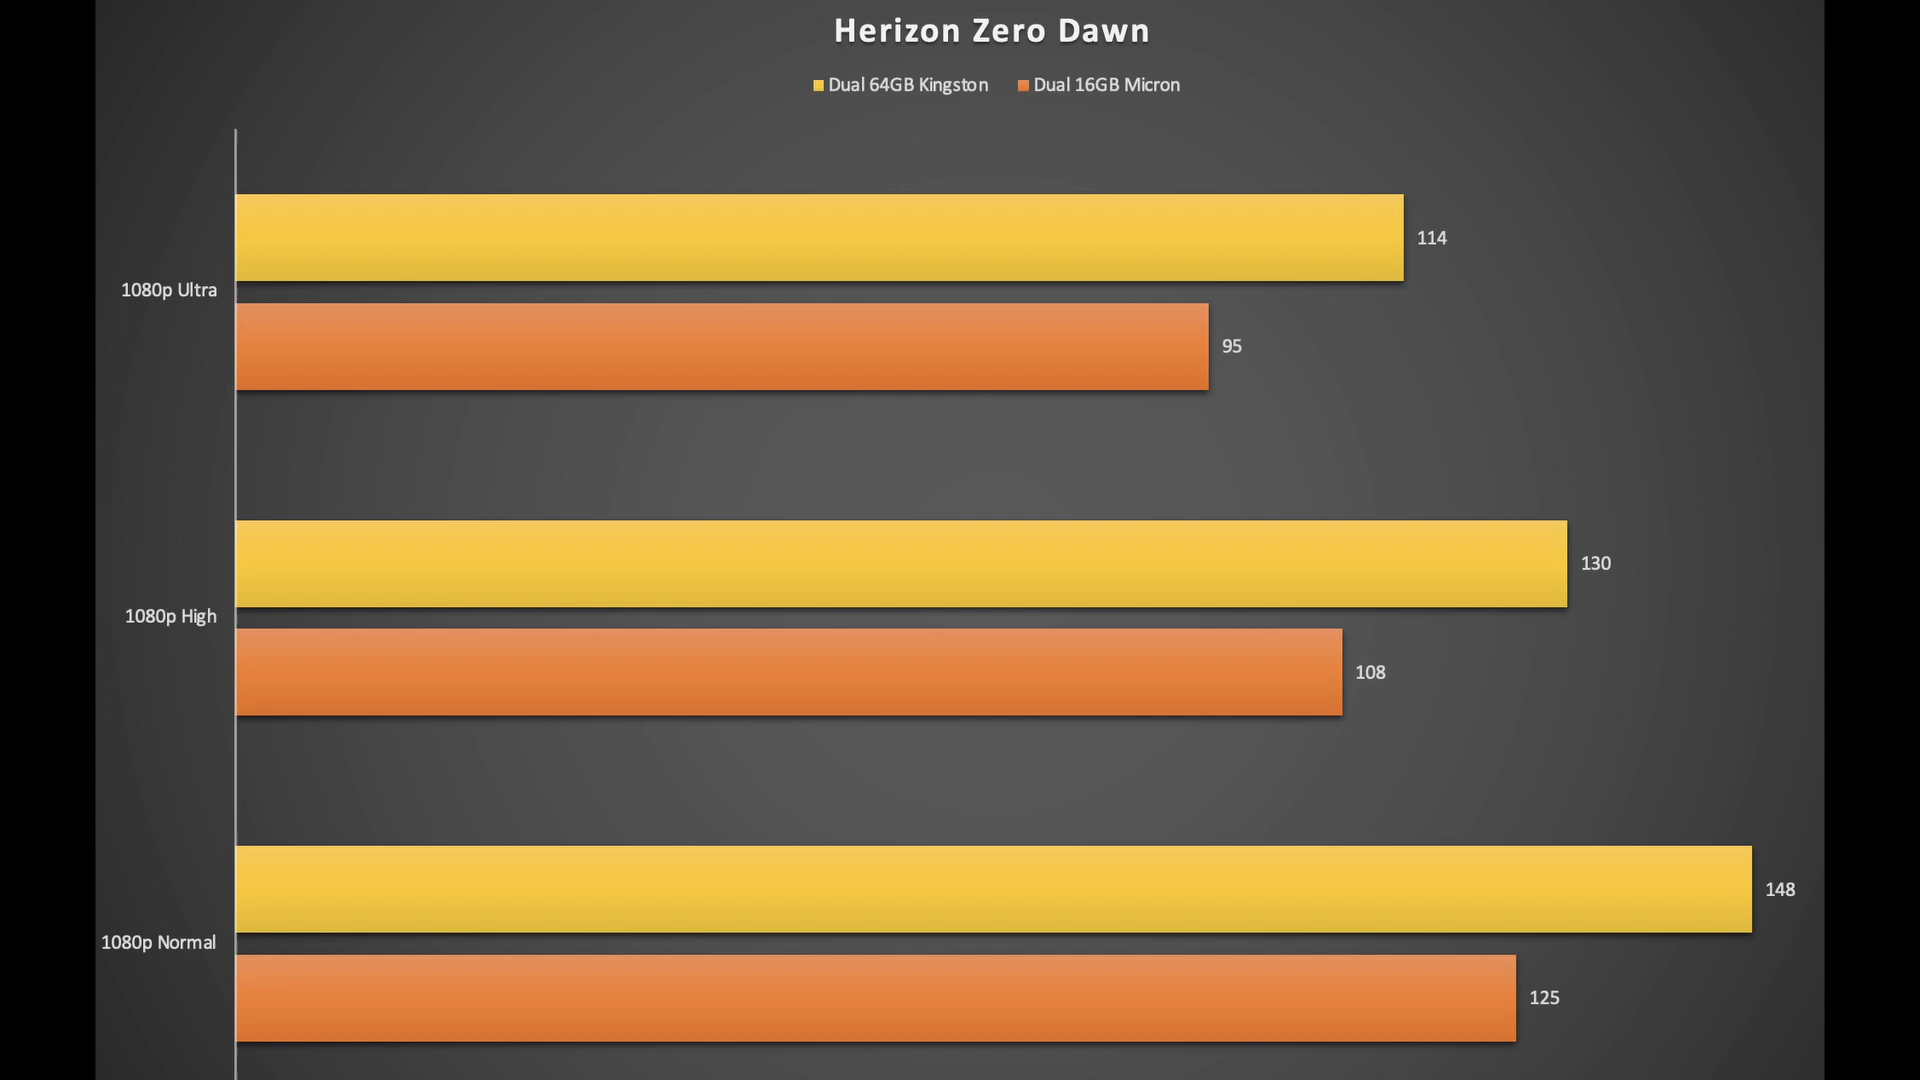 Herizon Zero Dawn
Dual 64GB Kingston Dual 16GB Micron
114
1080p Ultra
95
130
1080p High
108
148
1080p Normal
125